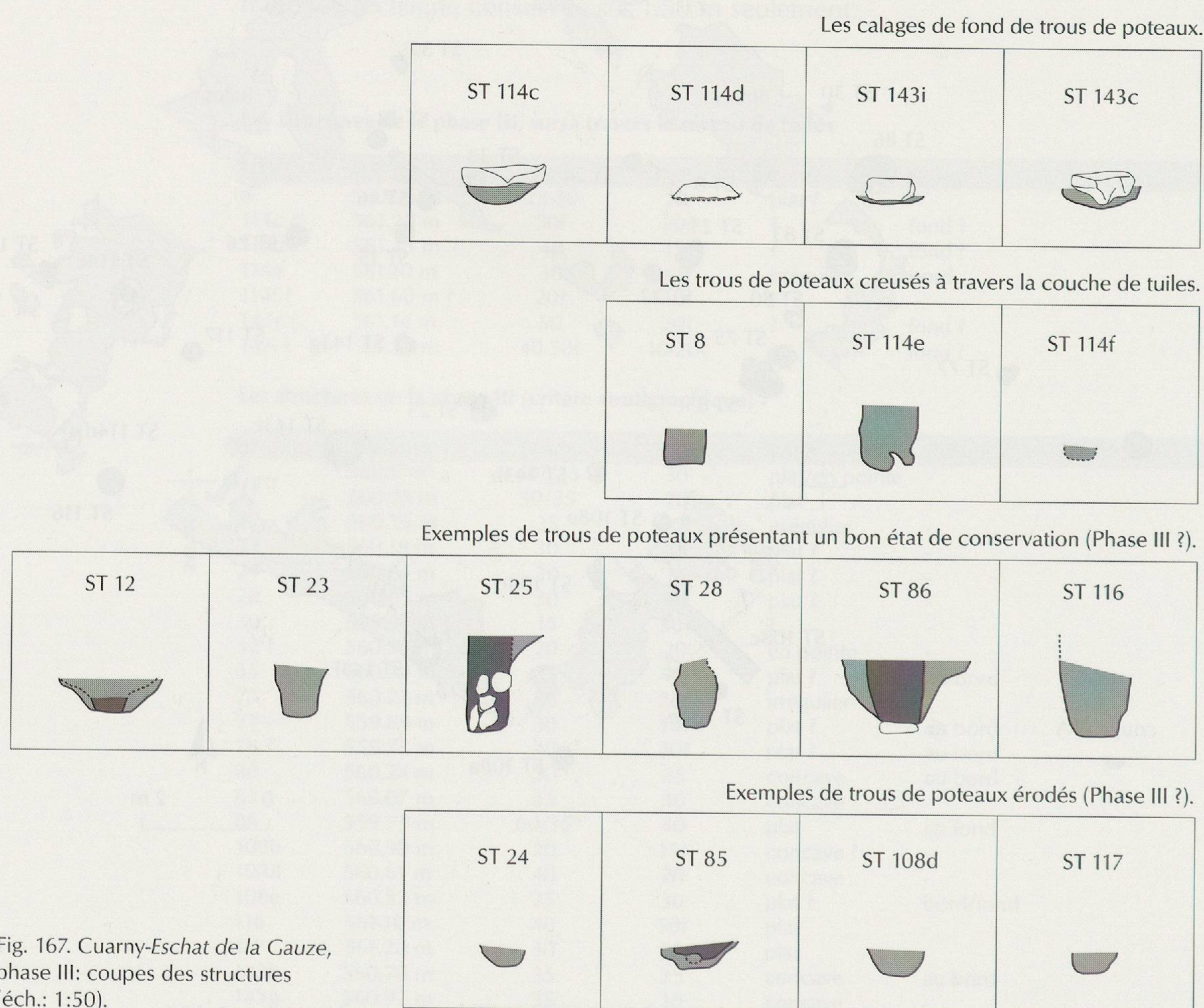 Les calages de fond de trous de poteaux.
ST 114c ST 114d ST 143i ST 143c
Les trous de poteaux creusés à travers la couche de tuiles.
ST 8 ST 114e ST 114f
Exemples de trous de poteaux présentant un bon état de conservation (Phase III ?).
ST 12 ST 23 ST 25 ST 28 ST 86 ST 116
Exemples de trous de poteaux érodés (Phase III ?).
ST 24 ST 85 ST 108d ST 117
Fig. 167. Cuarny-Eschat de la Gauze,
phase III: coupes des structures
(éch.: 1:50).